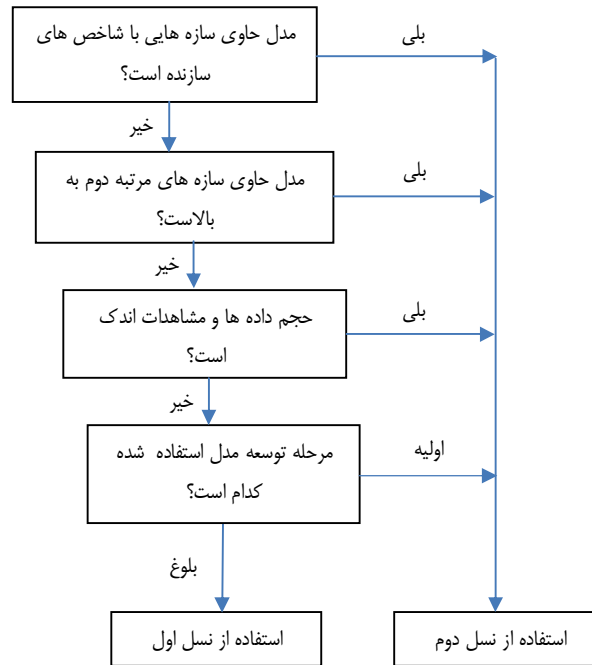 مدل حاوی سازه هایی با شاخص های
سازنده است؟
بلی
خیر
مدل حاوی سازه های مرتبه دوم به
بالاست؟
بلی
خیر
حجم داده ها و مشاهدات اندک
است؟
بلی
خیر
مرحله توسعه مدل استفاده شده
کدام است؟
اولیه
بلوغ
استفاده از نسل دوم
استفاده از نسل اول